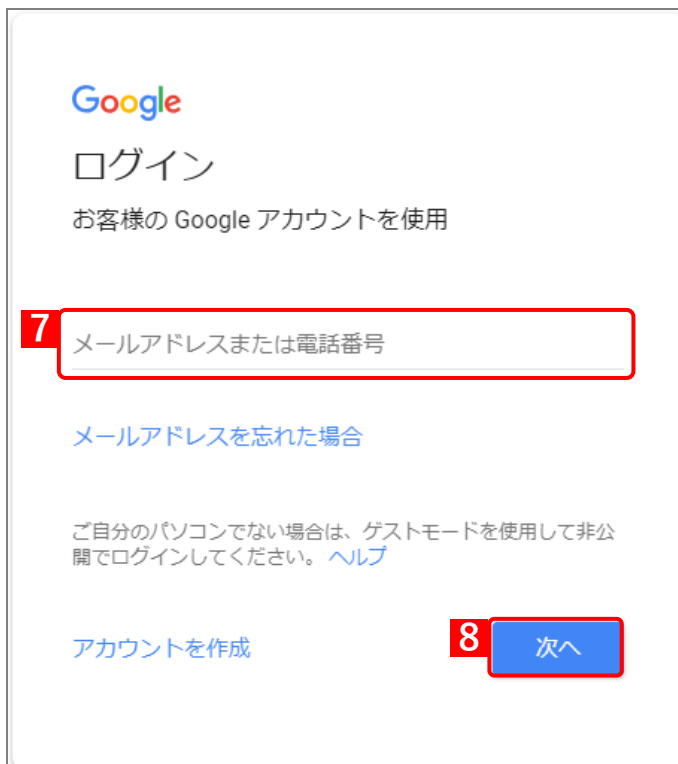 Google
ログイン
お客様の Google アカウントを使用
7
メールアドレスまたは電話番号
メールアドレスを忘れた場合
ご自分のパソコンでない場合は、ゲストモードを使用して非公
開でログインしてください。 ヘルプ
アカウントを作成
8
次へ